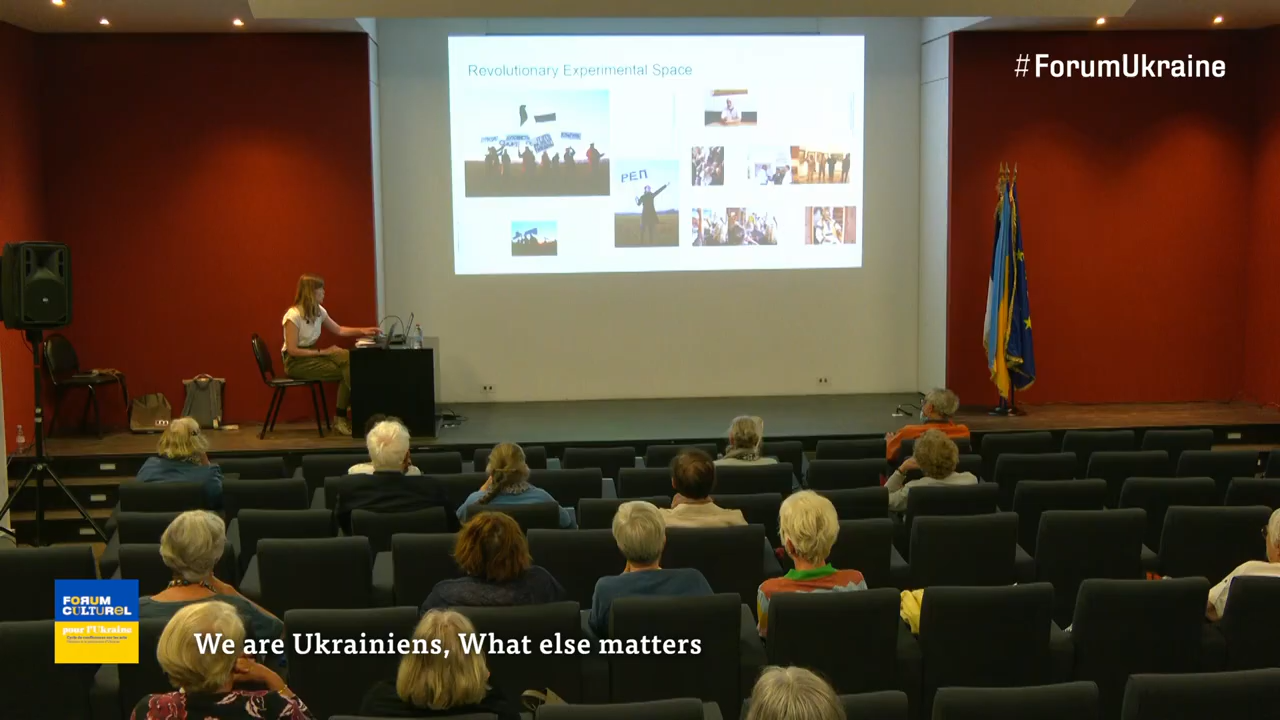 Revolutionary Experimental Space
#ForumUkraine
РЕП
FORUM
CULTUREL
pour l'Ukraine
We are Ukrainiens, What else matters